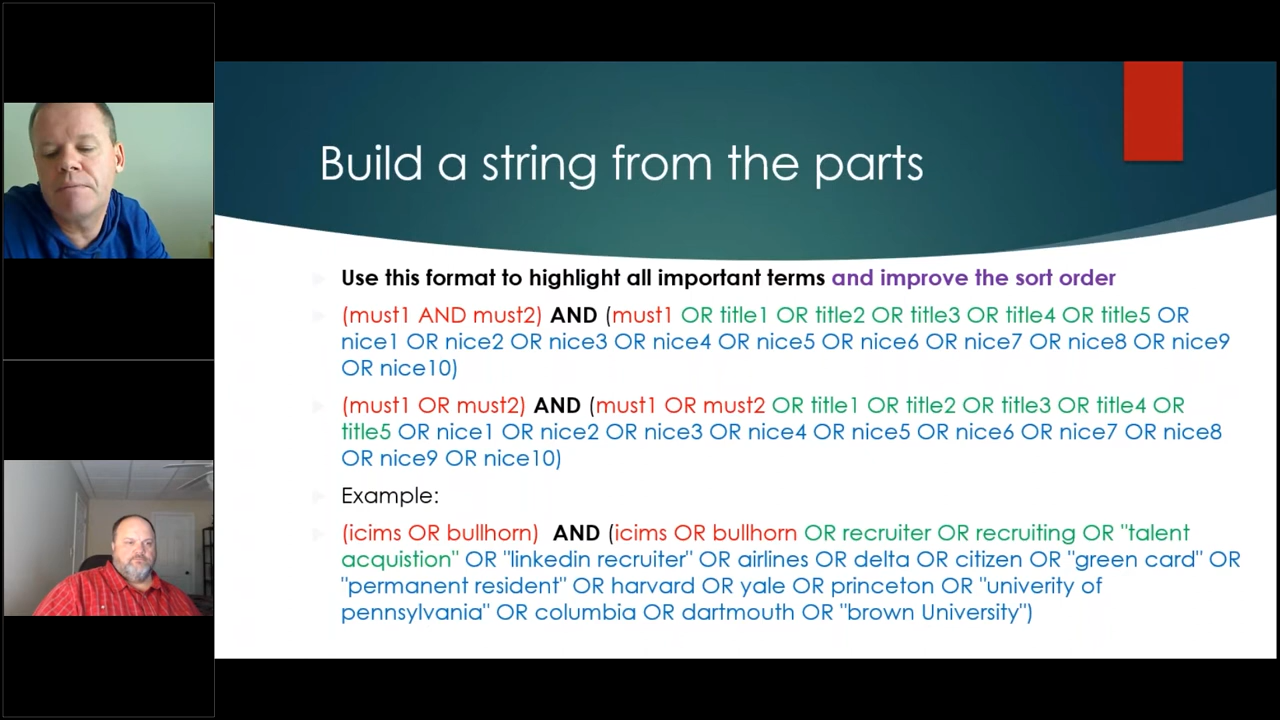 Build a string from the parts
Use this format to highlight all important terms and improve the sort order
(must1 AND must2) AND (must1 OR title1 OR title2 OR title3 OR title4 OR title5 OR
nice1 OR nice2 OR nice3 OR nice4 OR nice5 OR nice6 OR nice7 OR nice8 OR nice9
OR nice10)
(must1 OR must2) AND (must1 OR must2 OR title1 OR title2 OR title3 OR title4 OR
title5 OR nice1 OR nice2 OR nice3 OR nice4 OR nice5 OR nice6 OR nice7 OR nice8
OR nice9 OR nice10)
Example:
(icims OR bullhorn) AND (icims OR bullhorn OR recruiter OR recruiting OR "talent
acquistion" OR "linkedin recruiter" OR airlines OR delta OR citizen OR "green card" OR
"permanent resident" OR harvard OR yale OR princeton OR "univerity of
pennsylvania" OR columbia OR dartmouth OR "brown University")